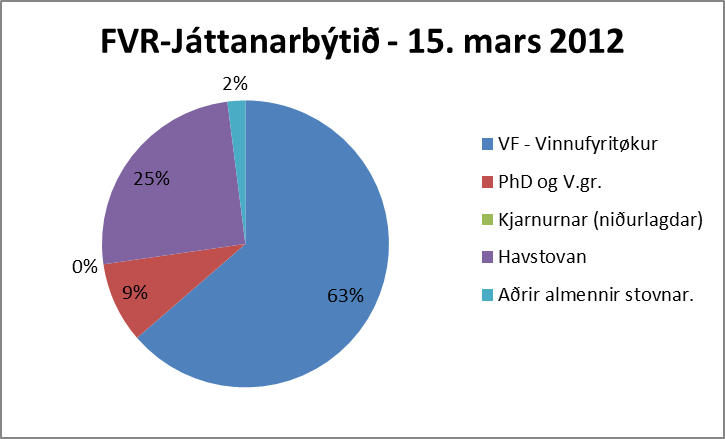 FVR-Játtanarbýtið - 15. mars 2012
2%
25%
0%
9%
63%
VF - Vinnufyritøkur
PhD og V.gr.
Kjarnurnar (niðurlagdar)
Havstovan
Aðrir almennir stovnar.